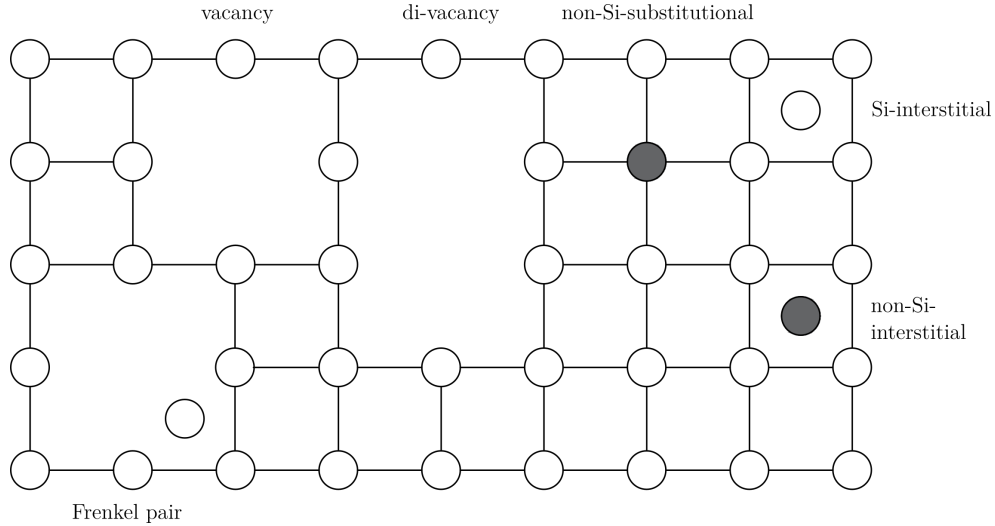 vacancy
di-vacancy
non-Si-substitutional
Si-interstitial
non-Si-
interstitial
Frenkel pair